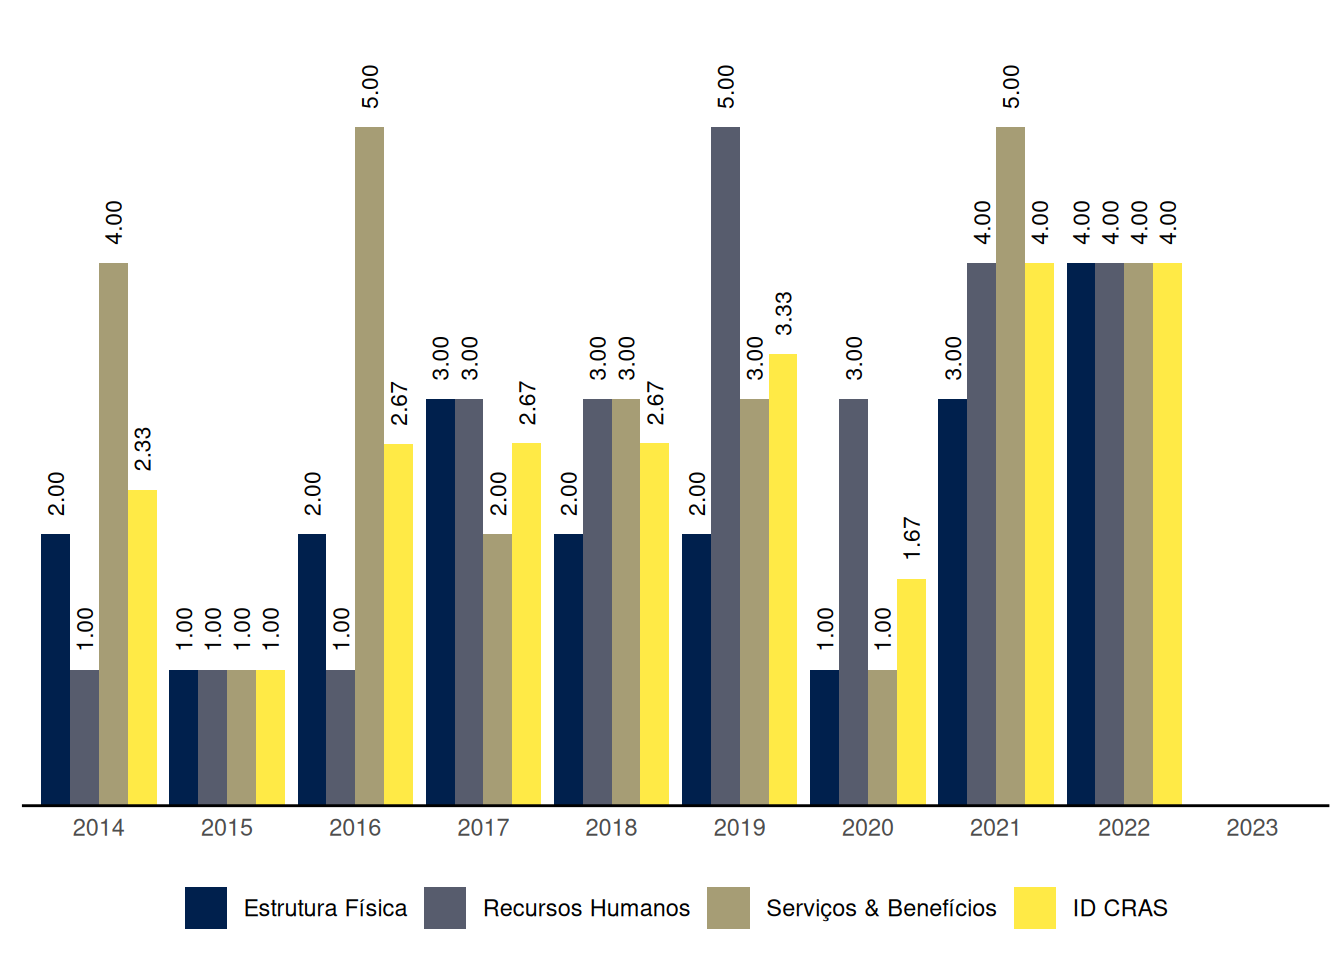 5.00 5.00 5.00
4.00 4.00 4.00 4.00 4.00 4.00 4.00
3.33
3.00 3.00 3.00 3.00 3.00 3.00 3.00
2.67 2.67 2.67
2.33
2.00 2.00 2.00 2.00 2.00
1.67
1.00 1.00 1.00 1.00 1.00 1.00 1.00 1.00
2014 2015 2016 2017 2018 2019 2020 2021 2022 2023
Estrutura Física Recursos Humanos Serviços & Benefícios ID CRAS